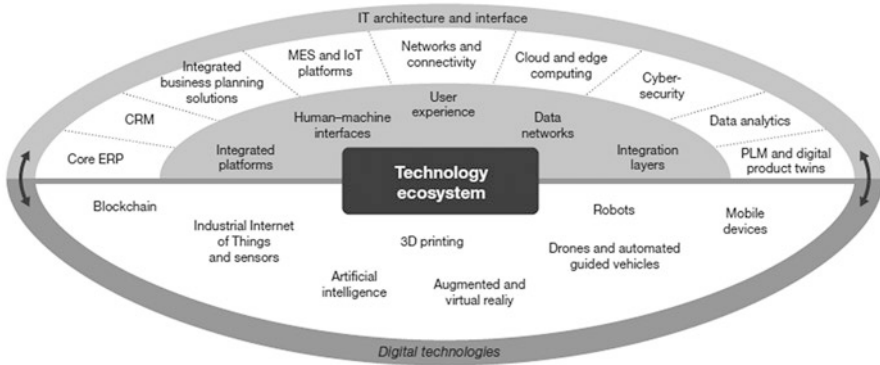 IT architecture and interface
Integrated
business planning
solutions
MES and IoT
platforms
Networks and
connectivity
Cloud and edge
computing
Cyber-
security
CRM
Data analytics
Core ERP
PLM and digital
product twins
Integrated
platforms
Human–machine
interfaces
User
experience
Data
networks
Integration
layers
Technology
ecosystem
Blockchain
Industrial Internet
of Things
and sensors
3D printing
Robots
Mobile
devices
Artificial
intelligence
Augmented and
virtual realiy
Drones and automated
guided vehicles
Digital technologies